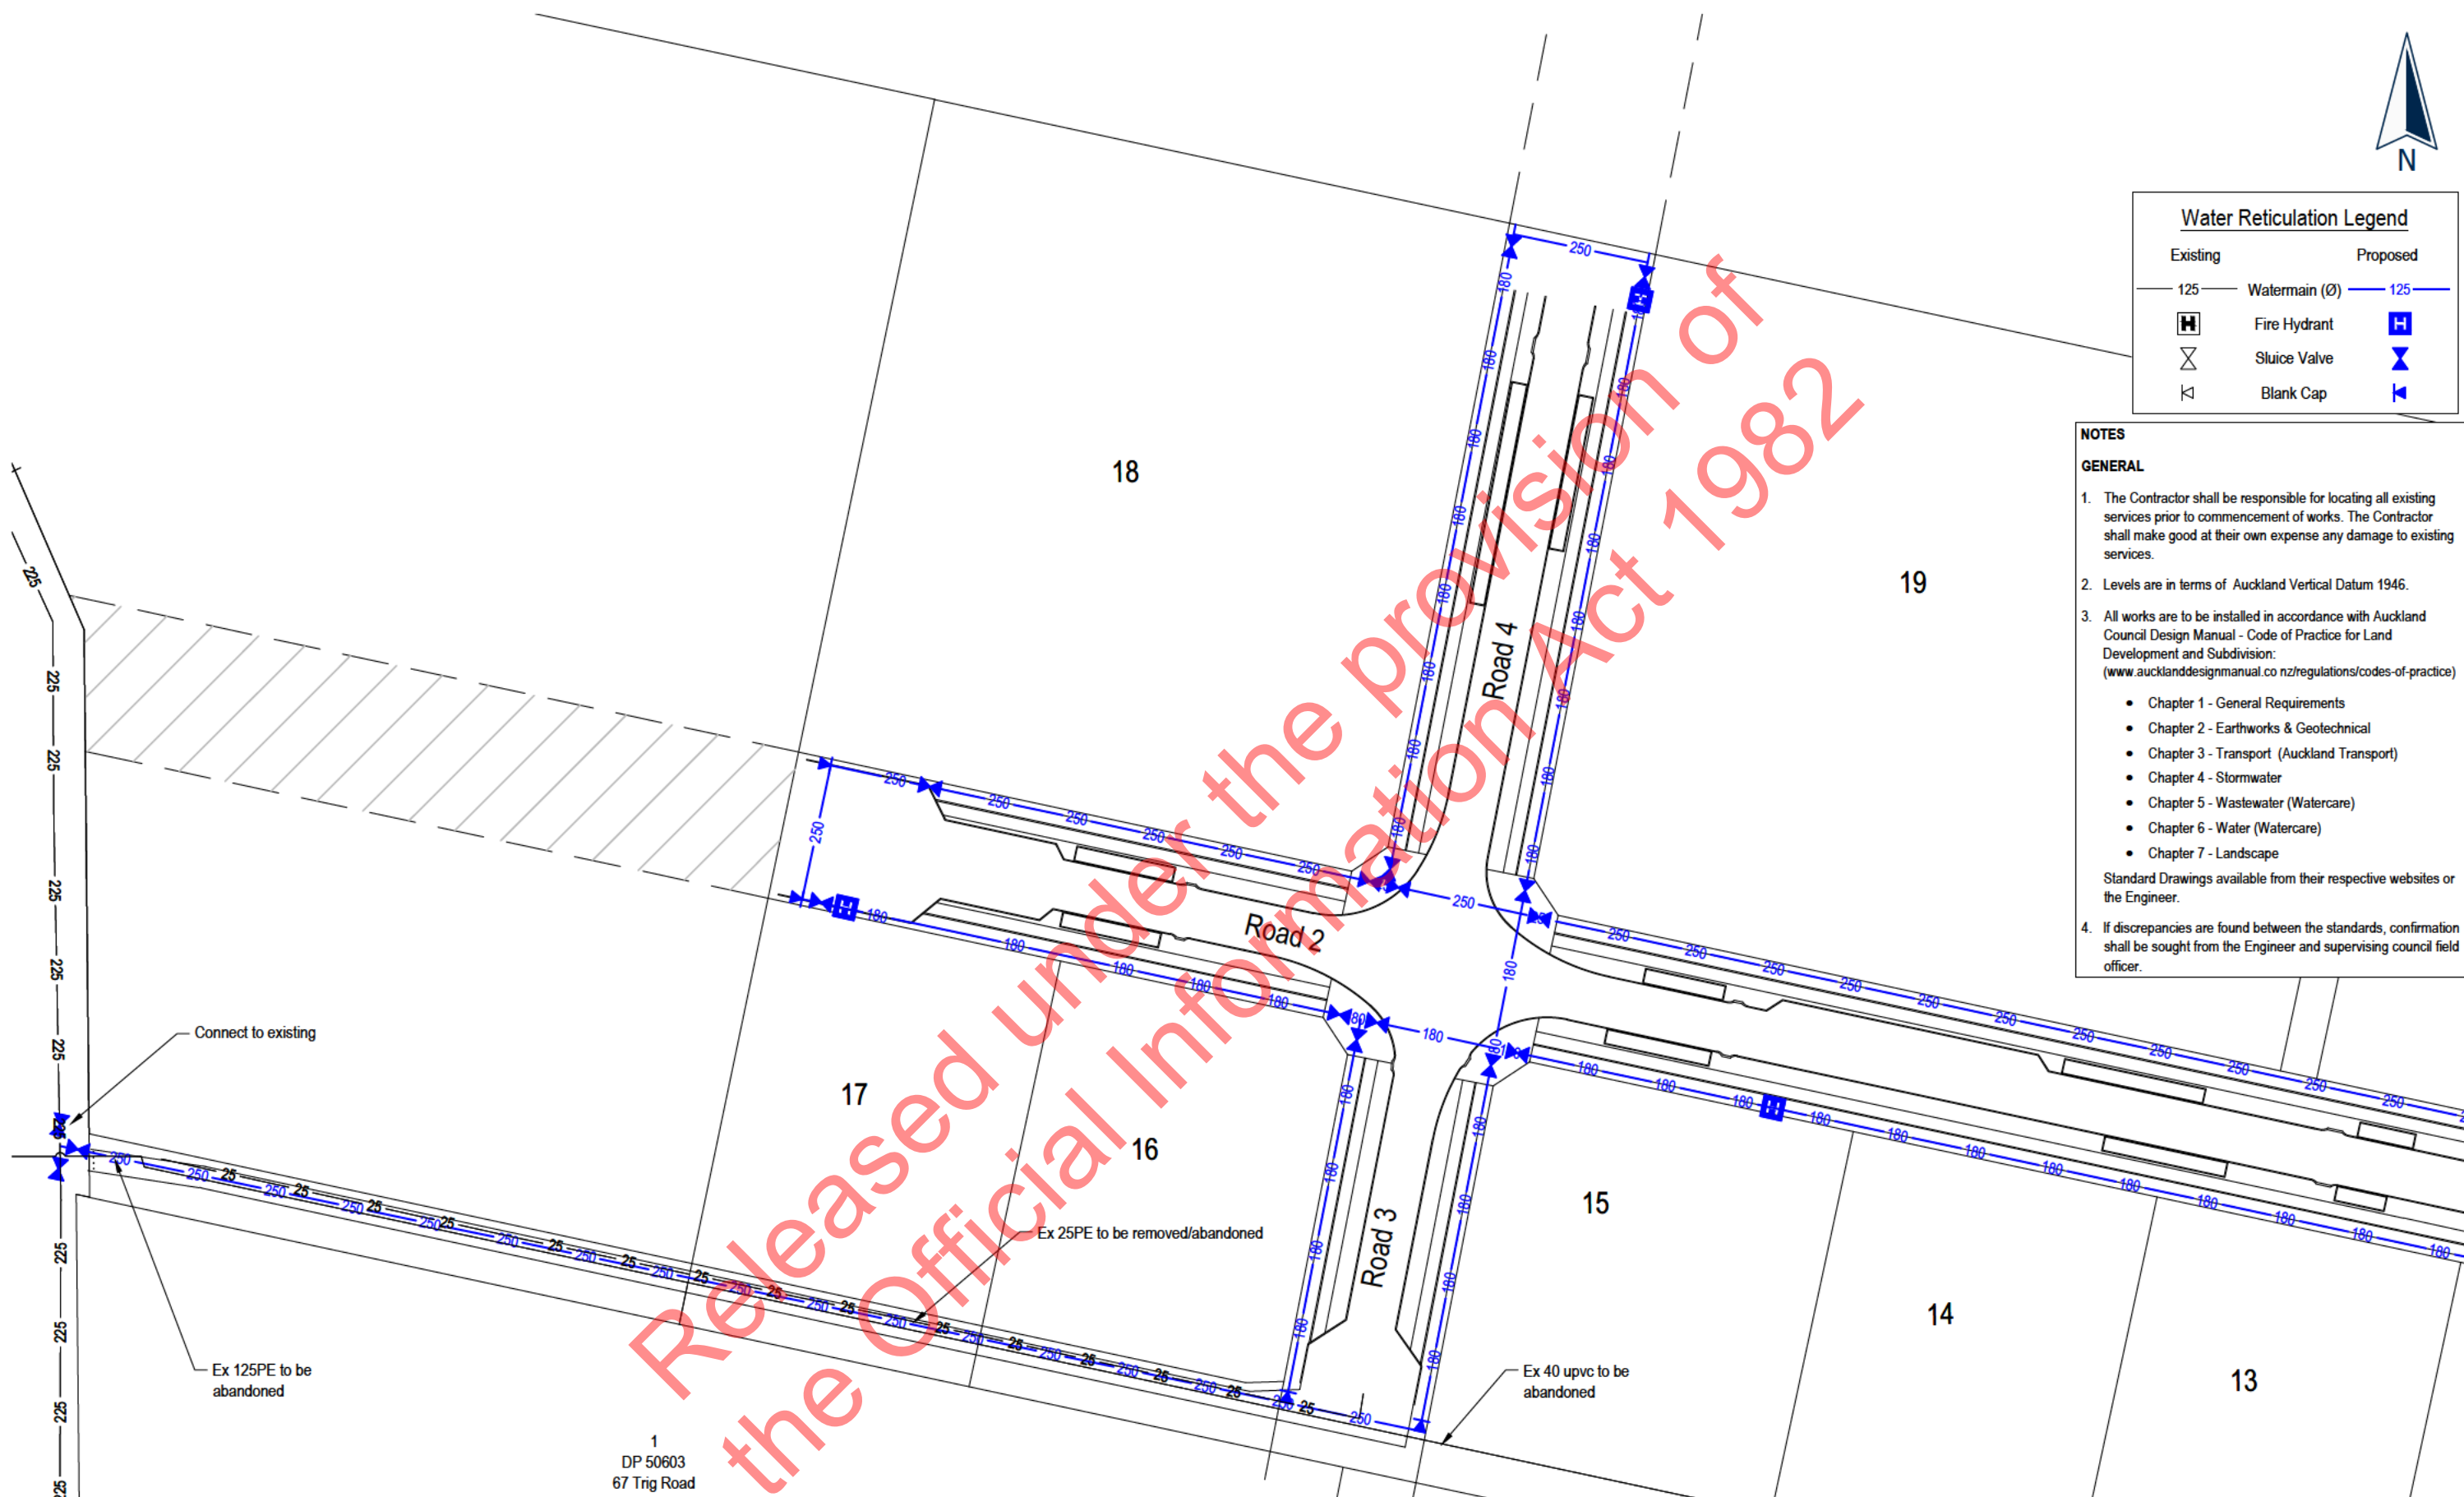 N
Water Reticulation Legend
Existing Proposed
125 Watermain (Ø) 125
H Fire Hydrant H
Sluice Valve
Blank Cap
NOTES
GENERAL
1. The Contractor shall be responsible for locating all existing
services prior to commencement of works. The Contractor
shall make good at their own expense any damage to existing
services.
2. Levels are in terms of Auckland Vertical Datum 1946.
3. All works are to be installed in accordance with Auckland
Council Design Manual - Code of Practice for Land
Development and Subdivision:
(www.aucklanddesignmanual.co nz/regulations/codes-of-practice)
• Chapter 1 - General Requirements
• Chapter 2 - Earthworks & Geotechnical
• Chapter 3 - Transport (Auckland Transport)
• Chapter 4 - Stormwater
• Chapter 5 - Wastewater (Watercare)
• Chapter 6 - Water (Watercare)
• Chapter 7 - Landscape
Standard Drawings available from their respective websites or
the Engineer.
4. If discrepancies are found between the standards, confirmation
shall be sought from the Engineer and supervising council field
officer.
18
19
Road 4
Road 2
Road 3
17
16
15
14
13
Connect to existing
Ex 25PE to be removed/abandoned
Ex 125PE to be
abandoned
Ex 40 upvc to be
abandoned
1
DP 50603
67 Trig Road
250
180
225
25
Released under the provision of
the Official Information Act 1982